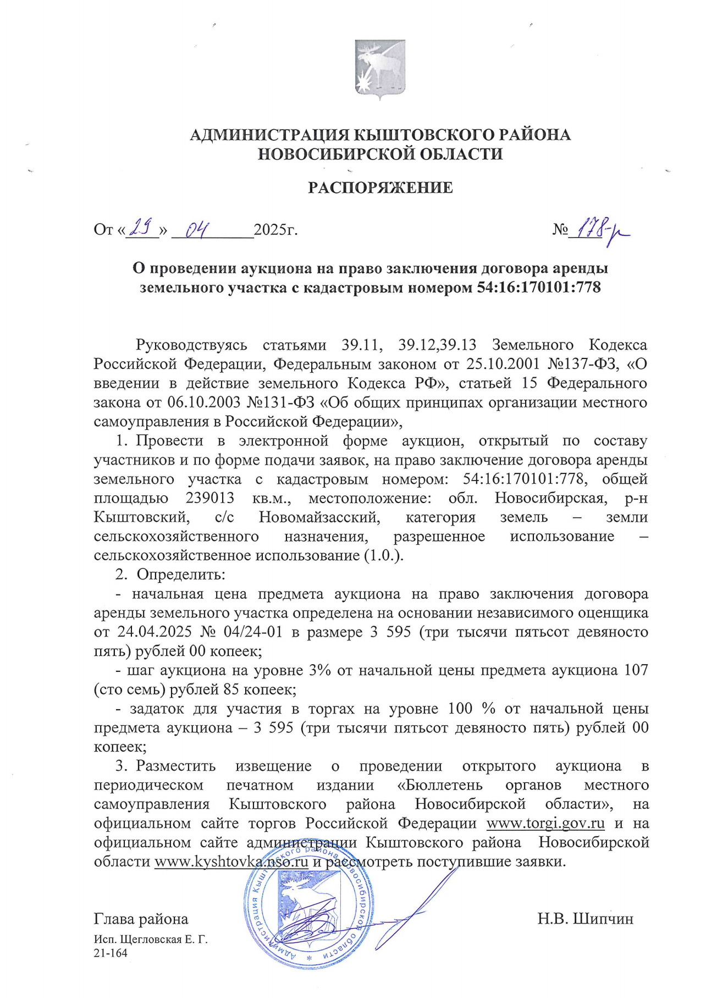 АДМИНИСТРАЦИЯ КЫШТОВСКОГО РАЙОНА
НОВОСИБИРСКОЙ ОБЛАСТИ
РАСПОРЯЖЕНИЕ
От «29» 04 2025г. № 178-р
О проведении аукциона на право заключения договора аренды
земельного участка с кадастровым номером 54:16:170101:778
Руководствуясь статьями 39.11, 39.12,39.13 Земельного Кодекса
Российской Федерации, Федеральным законом от 25.10.2001 №137-ФЗ, «О
введении в действие земельного Кодекса РФ», статьей 15 Федерального
закона от 06.10.2003 №131-ФЗ «Об общих принципах организации местного
самоуправления в Российской Федерации»,
1. Провести в электронной форме аукцион, открытый по составу
участников и по форме подачи заявок, на право заключение договора аренды
земельного участка с кадастровым номером: 54:16:170101:778, общей
площадью 239013 кв.м., местоположение: обл. Новосибирская, р-н
Кыштовский, с/с Новомайзасский, категория земель – земли
сельскохозяйственного назначения, разрешенное использование –
сельскохозяйственное использование (1.0.).
2. Определить:
- начальная цена предмета аукциона на право заключения договора
аренды земельного участка определена на основании независимого оценщика
от 24.04.2025 № 04/24-01 в размере 3 595 (три тысячи пятьсот девяносто
пять) рублей 00 копеек;
- шаг аукциона на уровне 3% от начальной цены предмета аукциона 107
(сто семь) рублей 85 копеек;
- задаток для участия в торгах на уровне 100 % от начальной цены
предмета аукциона – 3 595 (три тысячи пятьсот девяносто пять) рублей 00
копеек;
3. Разместить извещение о проведении открытого аукциона в
периодическом печатном издании «Бюллетень органов местного
самоуправления Кыштовского района Новосибирской области», на
официальном сайте торгов Российской Федерации www.torgi.gov.ru и на
официальном сайте администрации Кыштовского района Новосибирской
области www.kyshtovka.nso.ru и рассмотреть поступившие заявки.
Администрация Кыштовского района Новосибирской области *
Глава района Н.В. Шипчин
Исп. Щегловская Е. Г.
21-164